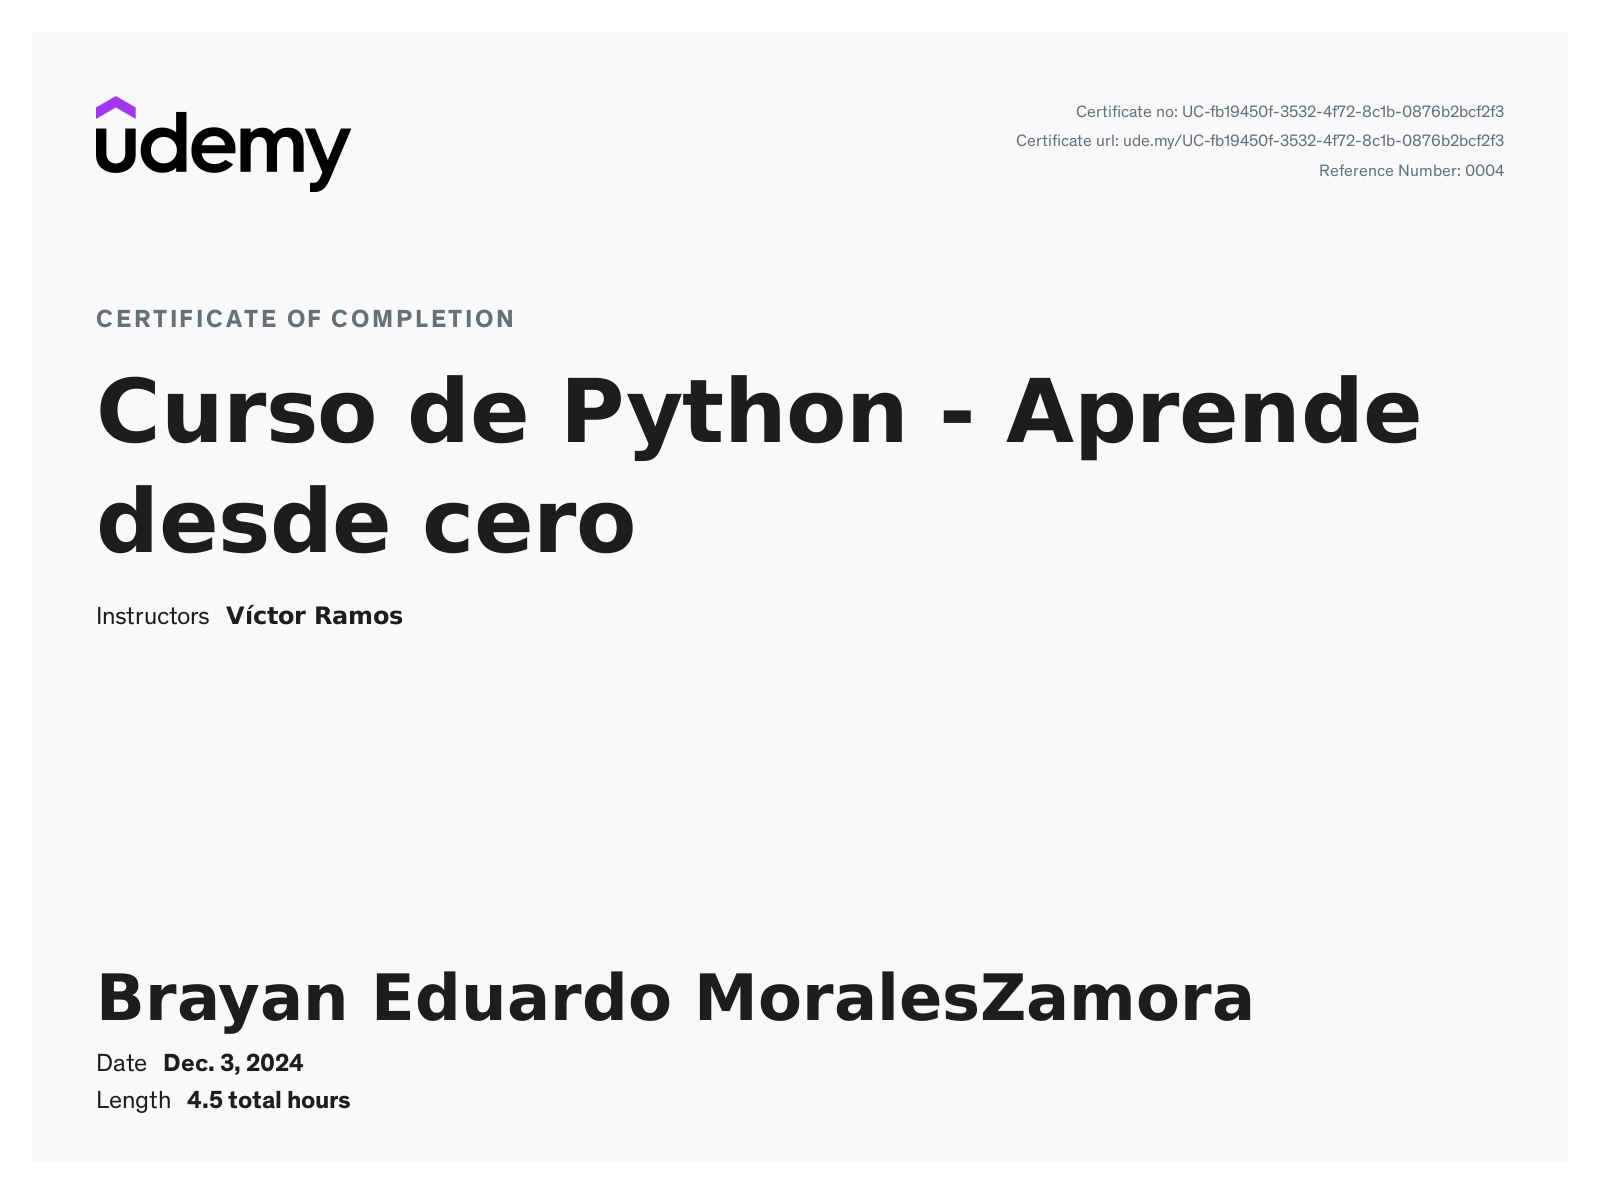 udemy
Certificate no: UC-fb19450f-3532-4f72-8c1b-0876b2bcf2f3
Certificate url: ude.my/UC-fb19450f-3532-4f72-8c1b-0876b2bcf2f3
Reference Number: 0004
CERTIFICATE OF COMPLETION
Curso de Python - Aprende
desde cero
Instructors Víctor Ramos
Brayan Eduardo MoralesZamora
Date Dec. 3, 2024
Length 4.5 total hours